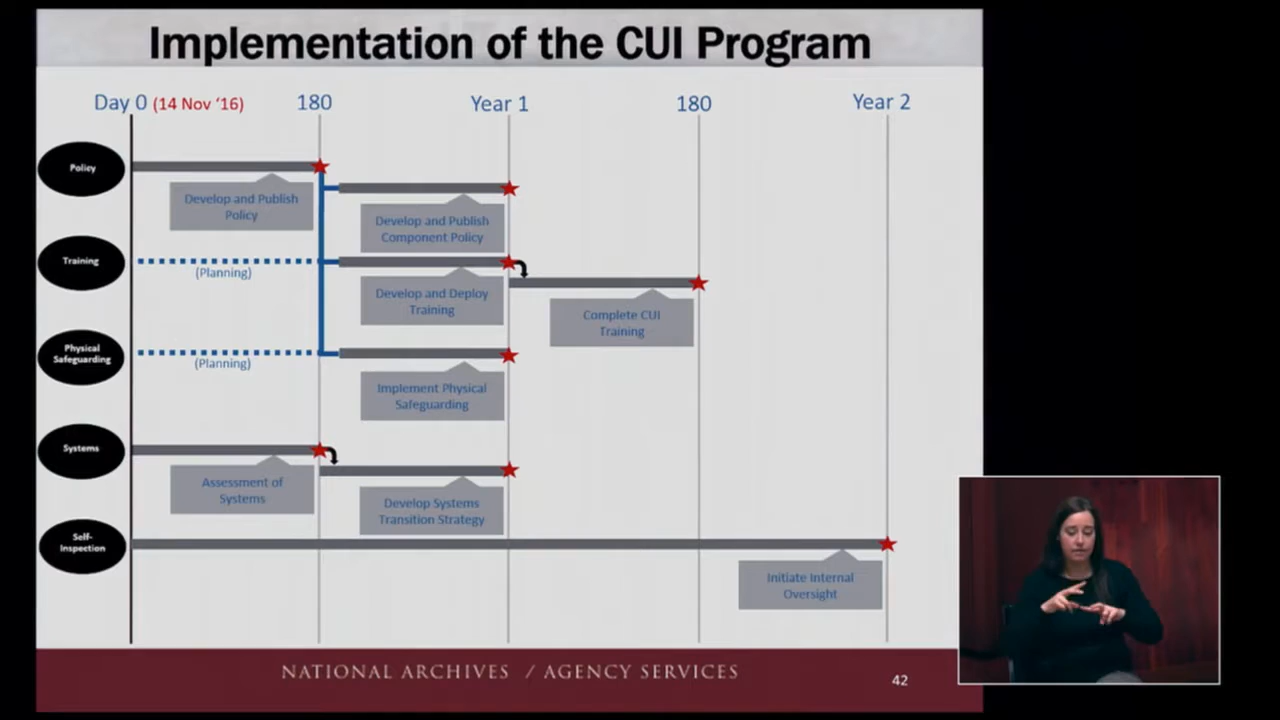 Implementation of the CUI Program
Day 0 (14 Nov '16) 180 Year 1 180 Year 2
Policy
Develop and Publish
Policy
Develop and Publish
Component Policy
Training
(Planning)
Develop and Deploy
Training
Complete CUI
Training
Physical
Safeguarding
(Planning)
Implement Physical
Safeguarding
Systems
Assessment of
Systems
Develop Systems
Transition Strategy
Self-
Inspection
Initiate Internal
Oversight
NATIONAL ARCHIVES / AGENCY SERVICES
42